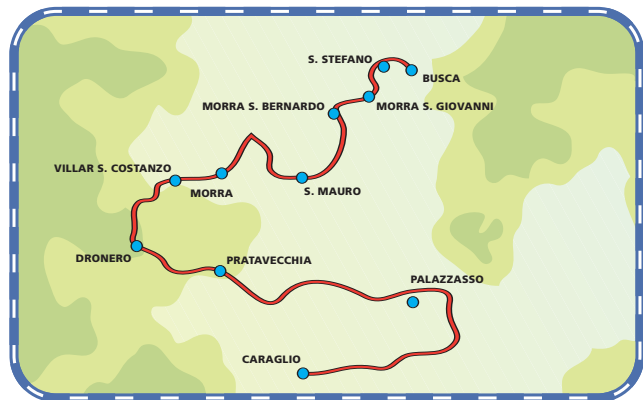 S. STEFANO
BUSCA
MORRA S. BERNARDO
MORRA S. GIOVANNI
VILLAR S. COSTANZO
MORRA
S. MAURO
DRONERO
PRATAVECCHIA
PALAZZASSO
CARAGLIO